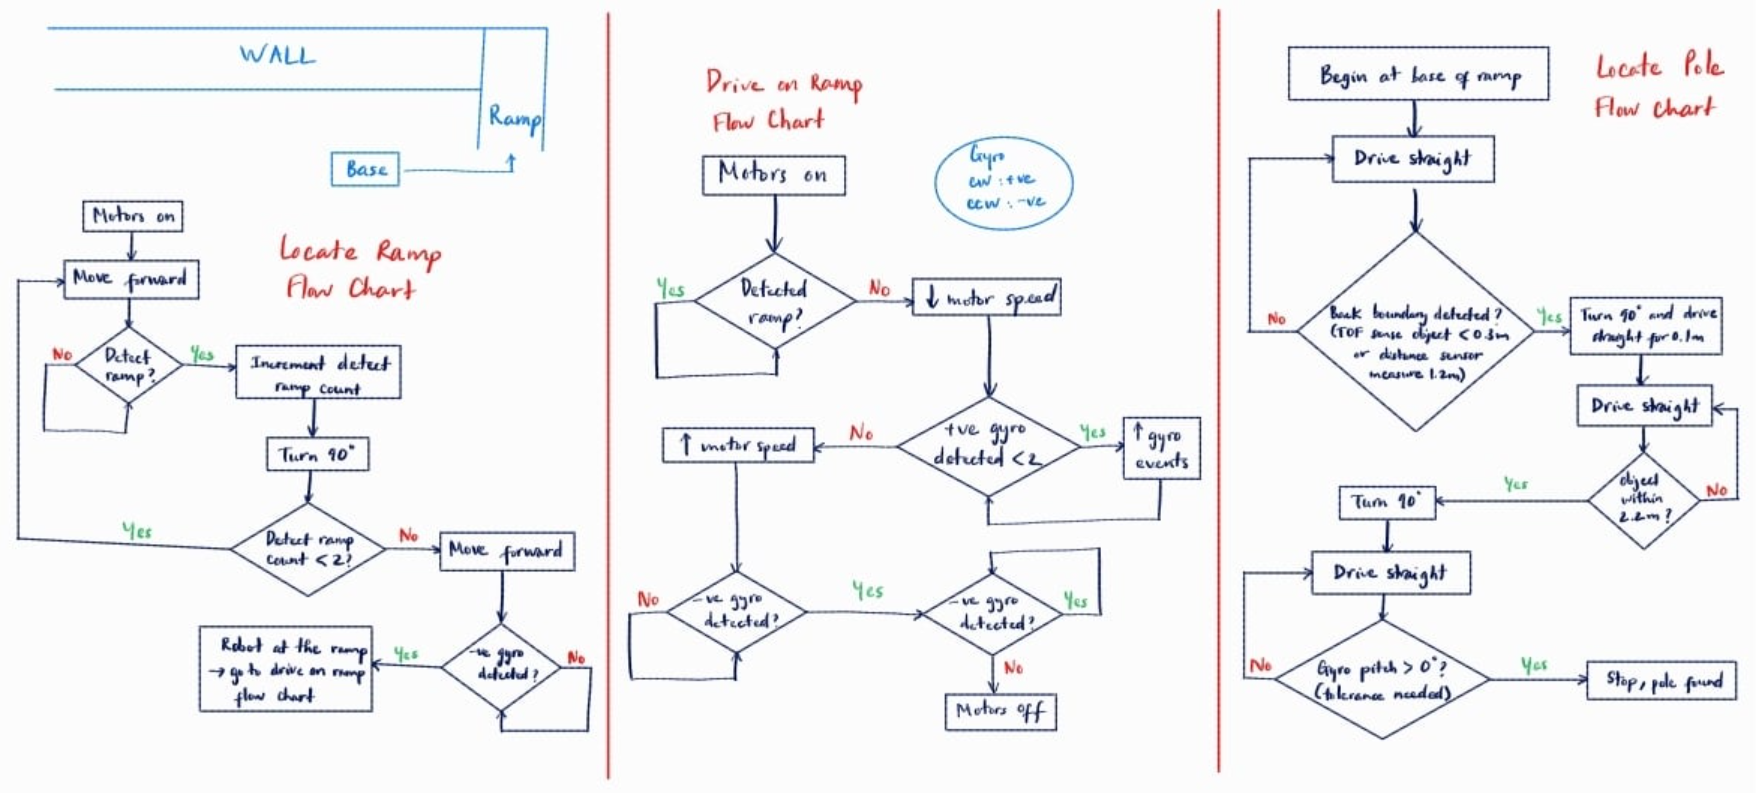 WALL
Ramp
Base
Locate Ramp
Flow Chart
Motors on
Move forward
Detect
ramp?
No
Yes
Increment detect
ramp count
Turn 90°
Detect ramp
count < 2?
Yes
No
Move forward
-ve gyro
detected?
No
Yes
Robot at the ramp
→ go to drive on ramp
flow chart
Drive on Ramp
Flow Chart
Gyro
cw : +ve
ccw : -ve
Motors on
Detected
ramp?
Yes
No
↓ motor speed
+ve gyro
detected < 2
Yes
↑ gyro
events
No
↑ motor speed
-ve gyro
detected?
No
Yes
-ve gyro
detected?
Yes
No
Motors off
Locate Pole
Flow Chart
Begin at base of ramp
Drive straight
Back boundary detected?
(TOF sense object < 0.3m
or distance sensor
measure 1.2m)
No
Yes
Turn 90° and drive
straight for 0.1m
Drive straight
object
within
2.2m?
No
Yes
Turn 90°
Drive straight
Gyro pitch > 0°?
(tolerance needed)
No
Yes
Stop, pole found